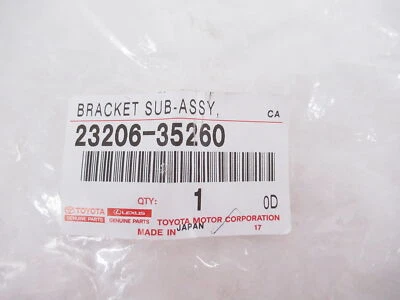 BRACKET SUB-ASSY, CA
23206-35260
QTY: 1 0D
TOYOTA LEXUS
GENUINE PARTS GENUINE PARTS
TOYOTA MOTOR CORPORATION
MADE IN JAPAN 17